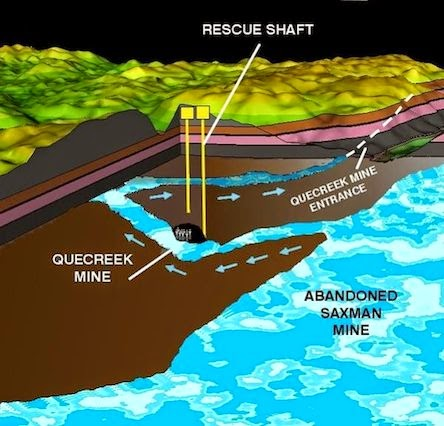 RESCUE SHAFT
QUECREEK MINE
ENTRANCE
QUECREEK
MINE
ABANDONED
SAXMAN
MINE